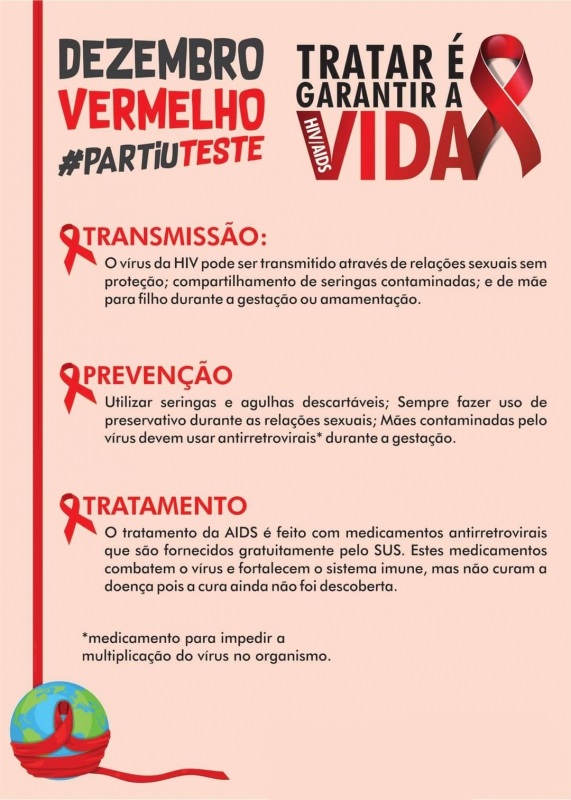 DEZEMBRO
VERMELHO
#PARTIUTESTE
TRATAR É
GARANTIR A
HIV/AIDS
VIDA
TRANSMISSÃO:
O vírus da HIV pode ser transmitido através de relações sexuais sem
proteção; compartilhamento de seringas contaminadas; e de mãe
para filho durante a gestação ou amamentação.
PREVENÇÃO
Utilizar seringas e agulhas descartáveis; Sempre fazer uso de
preservativo durante as relações sexuais; Mães contaminadas pelo
vírus devem usar antirretrovirais* durante a gestação.
TRATAMENTO
O tratamento da AIDS é feito com medicamentos antirretrovirais
que são fornecidos gratuitamente pelo SUS. Estes medicamentos
combatem o vírus e fortalecem o sistema imune, mas não curam a
doença pois a cura ainda não foi descoberta.
*medicamento para impedir a
multiplicação do vírus no organismo.